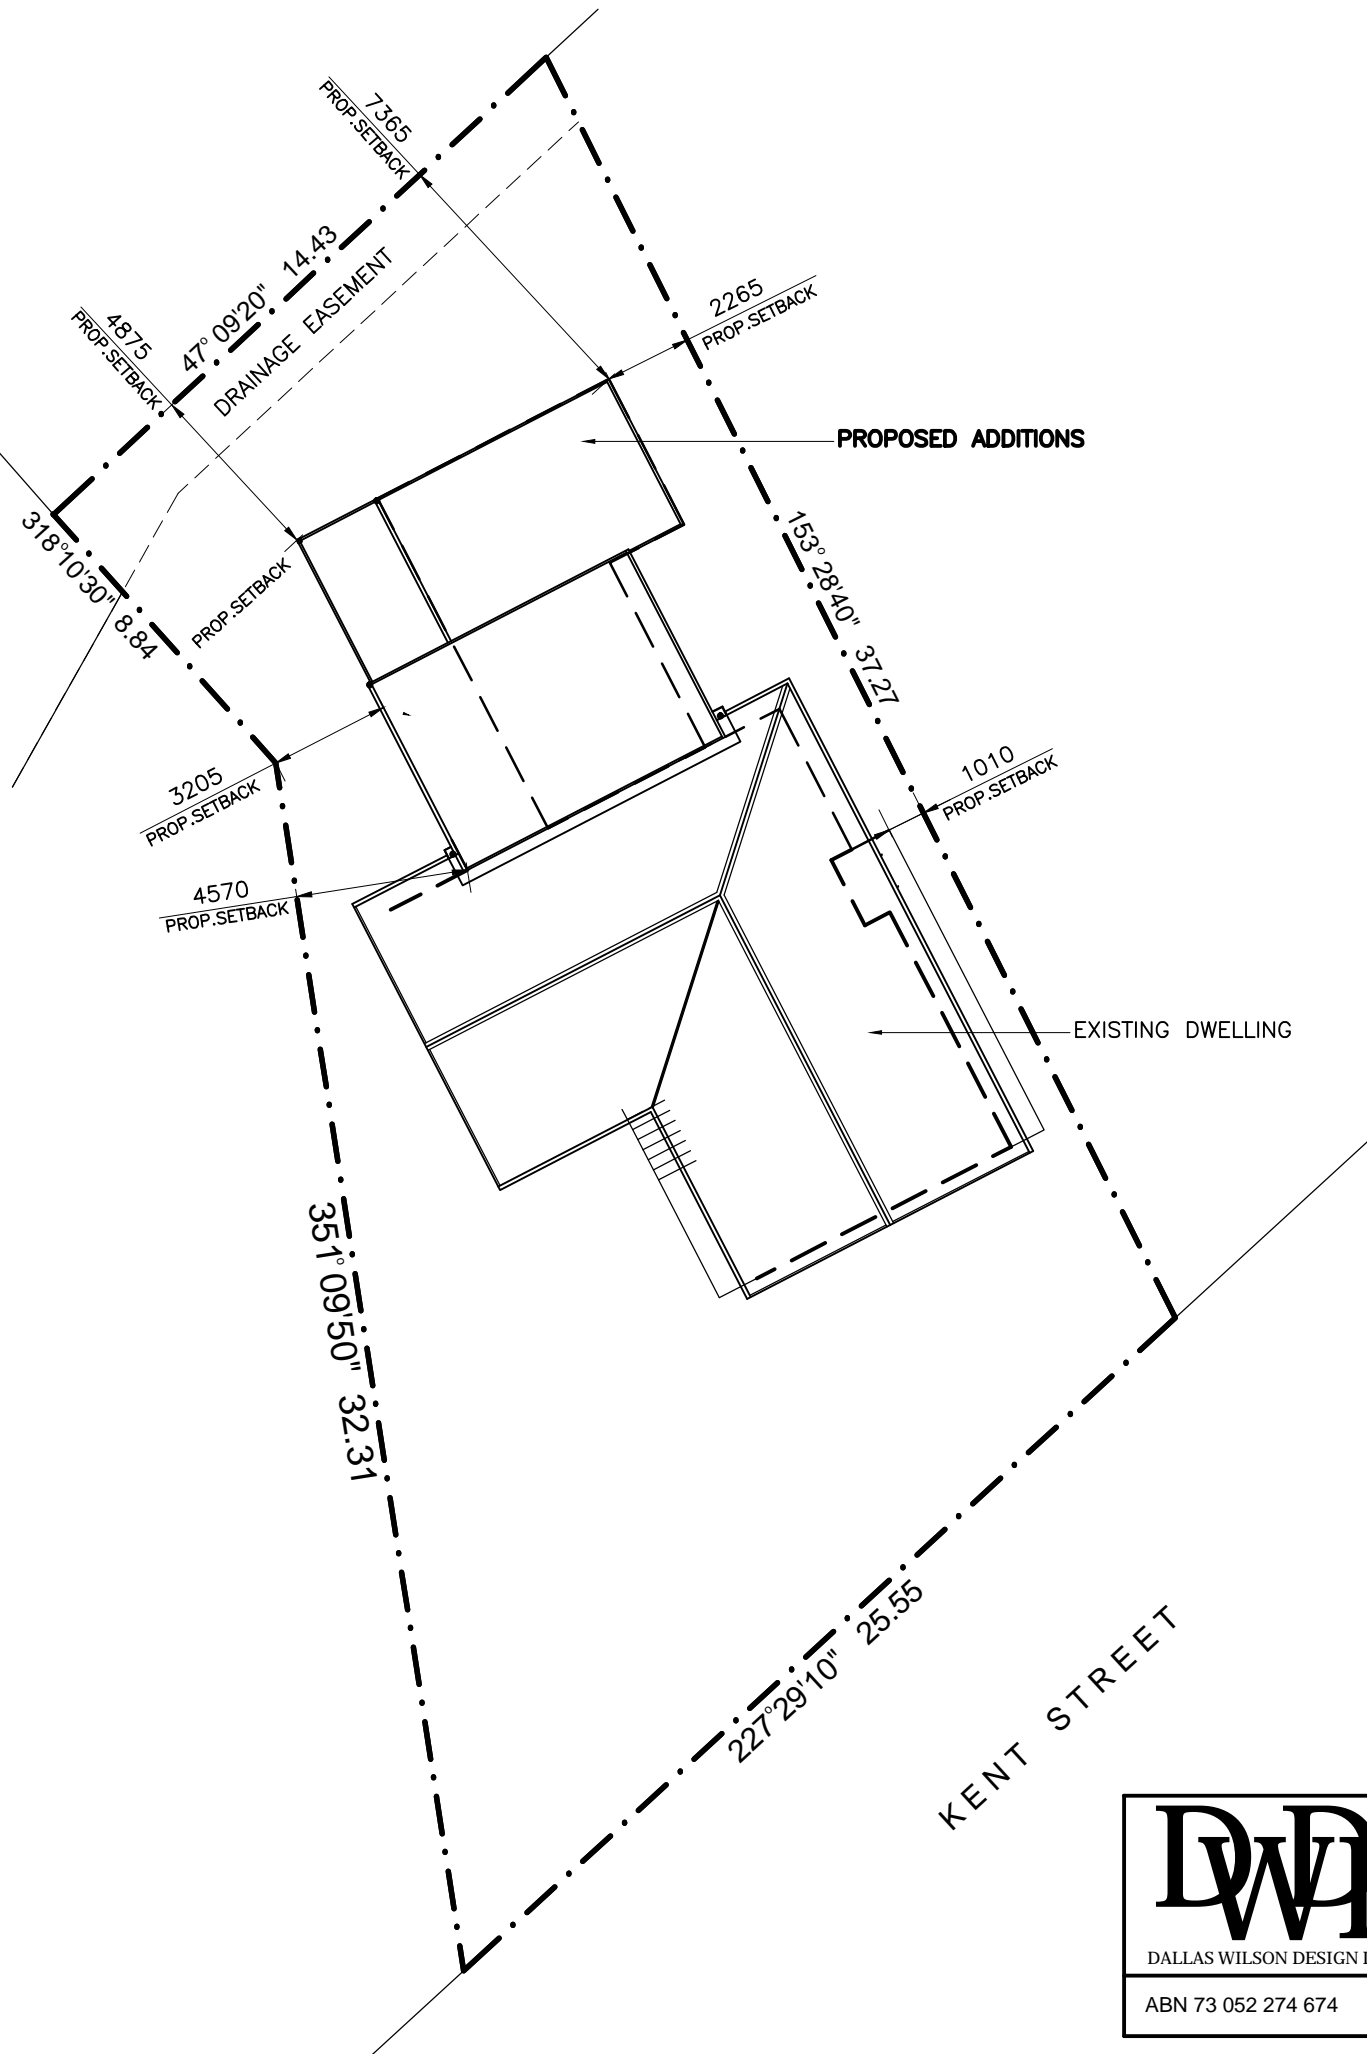 7365
PROP.SETBACK
47° 09'20" 14.43
4875
PROP.SETBACK
DRAINAGE EASEMENT
2265
PROP.SETBACK
PROPOSED ADDITIONS
318°10'30" 8.84
PROP.SETBACK
153° 28'40" 37.27
3205
PROP.SETBACK
1010
PROP.SETBACK
4570
PROP.SETBACK
EXISTING DWELLING
351° 09'50" 32.31
227°29'10" 25.55
KENT STREET
DWD
DALLAS WILSON DESIGN
ABN 73 052 274 674